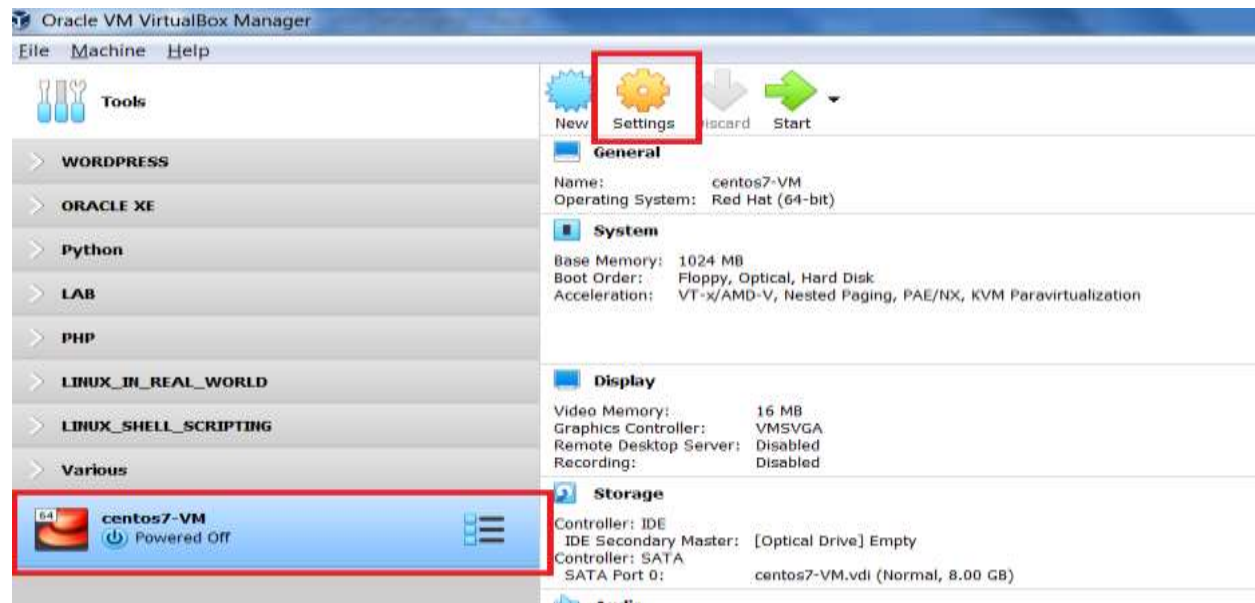 Oracle VM VirtualBox Manager
File Machine Help
Tools
New Settings Discard Start
WORDPRESS
ORACLE XE
Python
LAB
PHP
LINUX_IN_REAL_WORLD
LINUX_SHELL_SCRIPTING
Various
64
centos7-VM
Powered Off
General
Name: centos7-VM
Operating System: Red Hat (64-bit)
System
Base Memory: 1024 MB
Boot Order: Floppy, Optical, Hard Disk
Acceleration: VT-x/AMD-V, Nested Paging, PAE/NX, KVM Paravirtualization
Display
Video Memory: 16 MB
Graphics Controller: VMSVGA
Remote Desktop Server: Disabled
Recording: Disabled
Storage
Controller: IDE
IDE Secondary Master: [Optical Drive] Empty
Controller: SATA
SATA Port 0: centos7-VM.vdi (Normal, 8.00 GB)
Audio